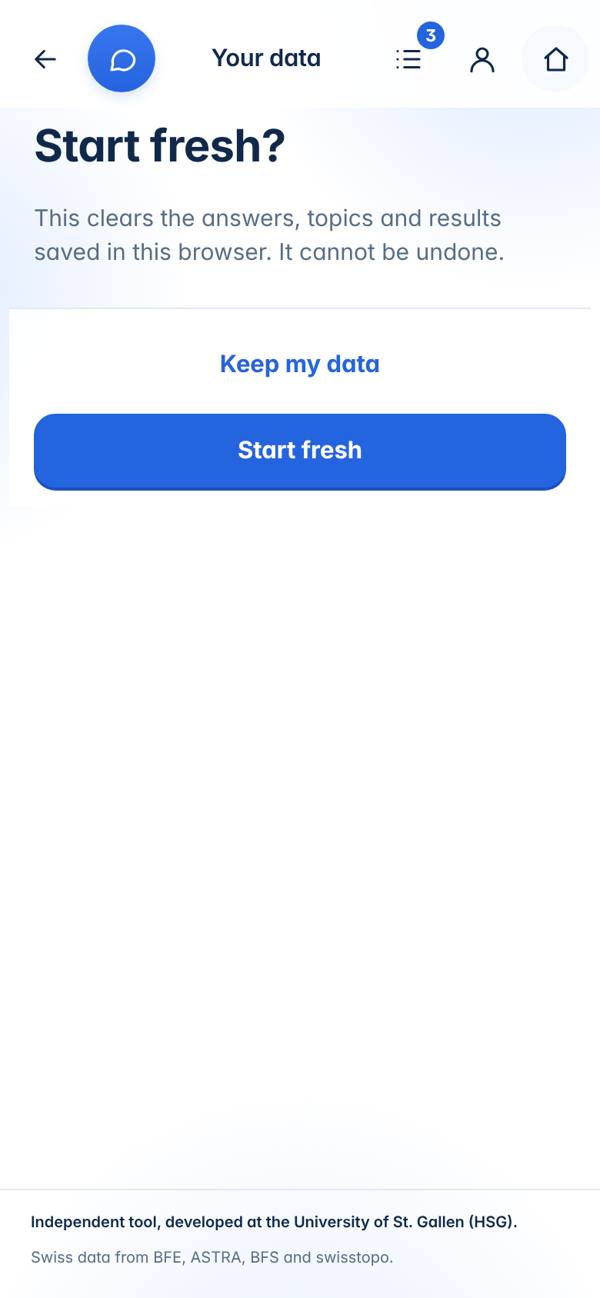 Your data
3
Start fresh?
This clears the answers, topics and results
saved in this browser. It cannot be undone.
Keep my data
Start fresh
Independent tool, developed at the University of St. Gallen (HSG).
Swiss data from BFE, ASTRA, BFS and swisstopo.